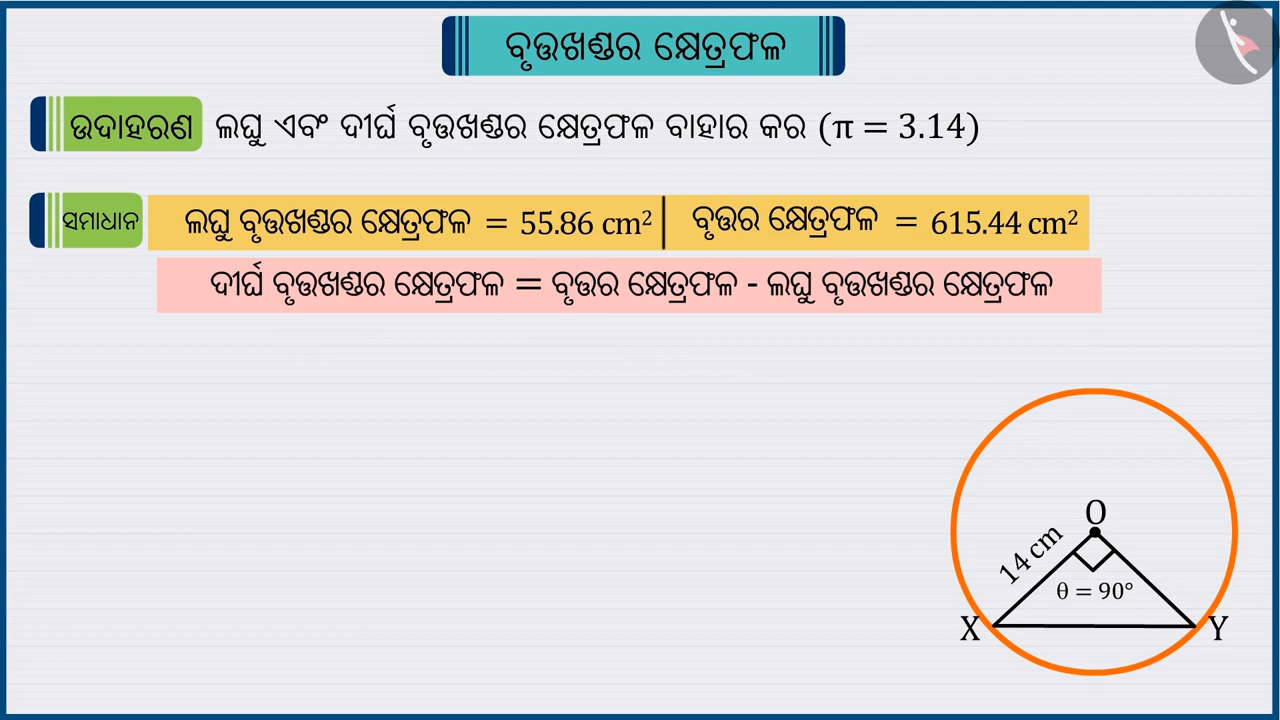 ବୃତ୍ତଖଣ୍ଡର କ୍ଷେତ୍ରଫଳ
ଉଦାହରଣ ଲଘୁ ଏବଂ ଦୀର୍ଘ ବୃତ୍ତଖଣ୍ଡର କ୍ଷେତ୍ରଫଳ ବାହାର କର (π = 3.14)
ସମାଧାନ ଲଘୁ ବୃତ୍ତଖଣ୍ଡର କ୍ଷେତ୍ରଫଳ = 55.86 cm² | ବୃତ୍ତର କ୍ଷେତ୍ରଫଳ = 615.44 cm²
ଦୀର୍ଘ ବୃତ୍ତଖଣ୍ଡର କ୍ଷେତ୍ରଫଳ = ବୃତ୍ତର କ୍ଷେତ୍ରଫଳ - ଲଘୁ ବୃତ୍ତଖଣ୍ଡର କ୍ଷେତ୍ରଫଳ
O
14 cm
θ = 90°
X Y